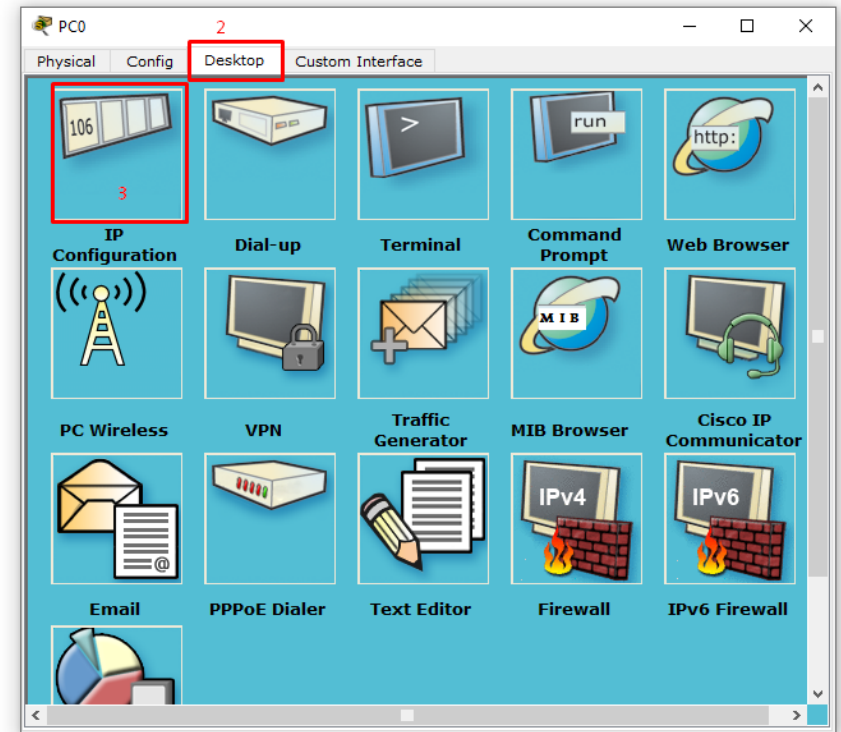 PC0
2
Physical Config Desktop Custom Interface
106
3
>
run
http:
IP
Configuration
Dial-up
Terminal
Command
Prompt
Web Browser
MIB
?
PC Wireless
VPN
Traffic
Generator
MIB Browser
Cisco IP
Communicator
@
IPv4
IPv6
Email
PPPoE Dialer
Text Editor
Firewall
IPv6 Firewall